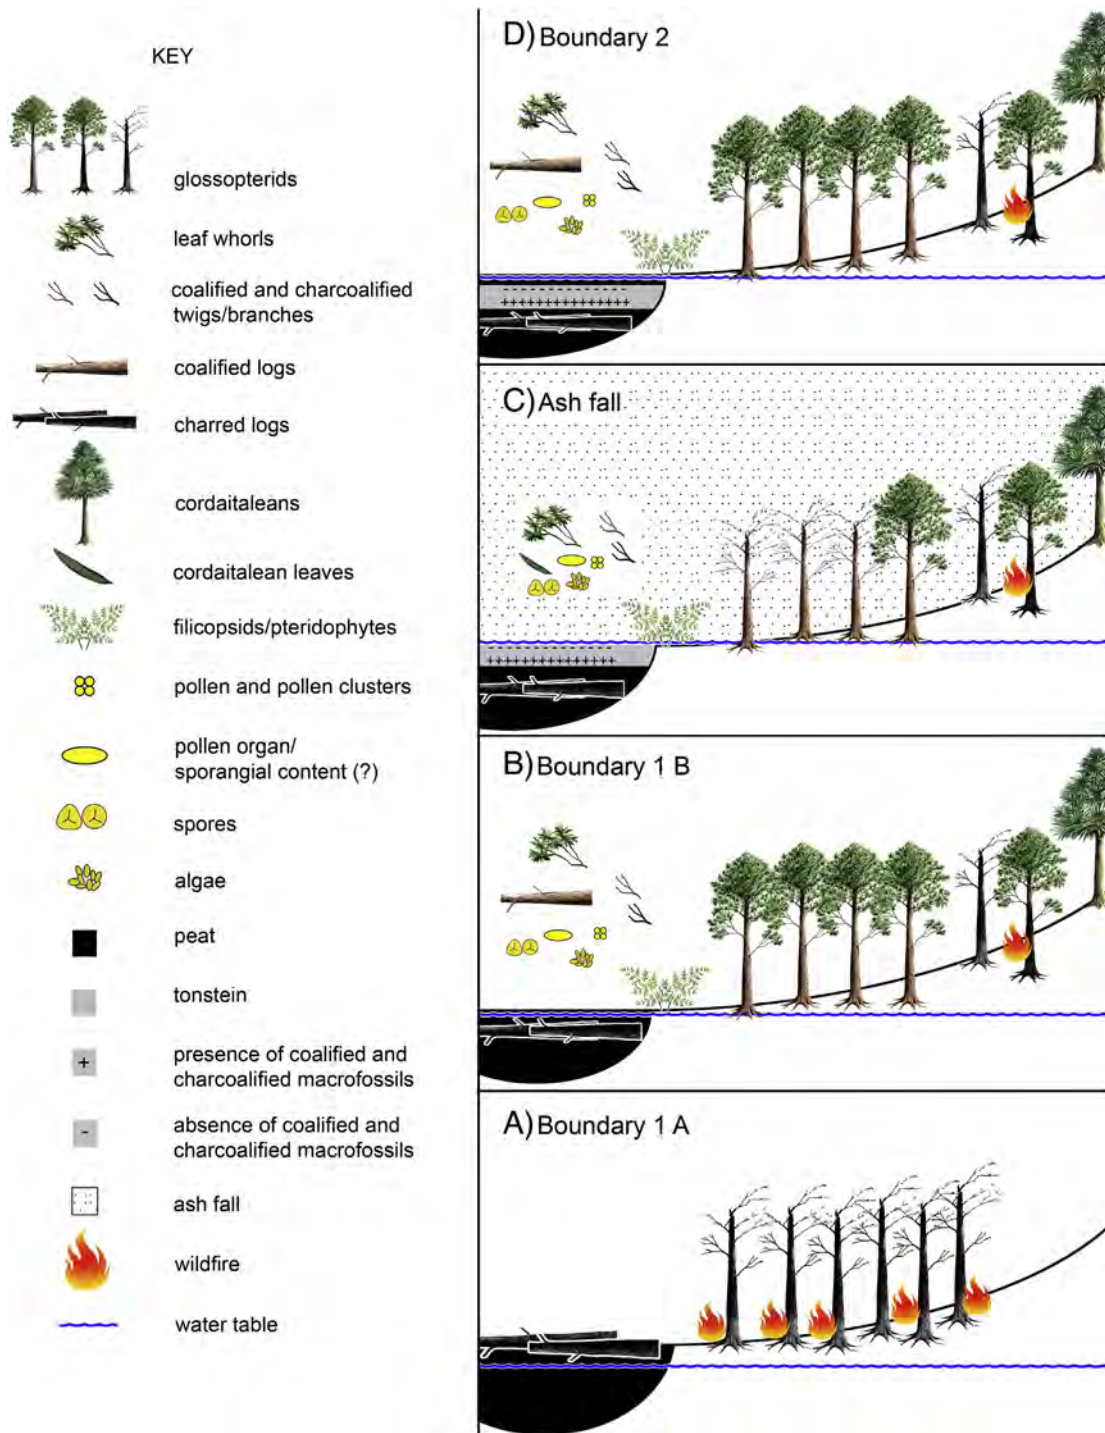 KEY
glossopterids
leaf whorls
coalified and charcoalified
twigs/branches
coalified logs
charred logs
cordaitaleans
cordaitalean leaves
filicopsids/pteridophytes
pollen and pollen clusters
pollen organ/
sporangial content (?)
spores
algae
peat
tonstein
+
presence of coalified and
charcoalified macrofossils
-
absence of coalified and
charcoalified macrofossils
ash fall
wildfire
water table
D) Boundary 2
C) Ash fall
B) Boundary 1 B
A) Boundary 1 A